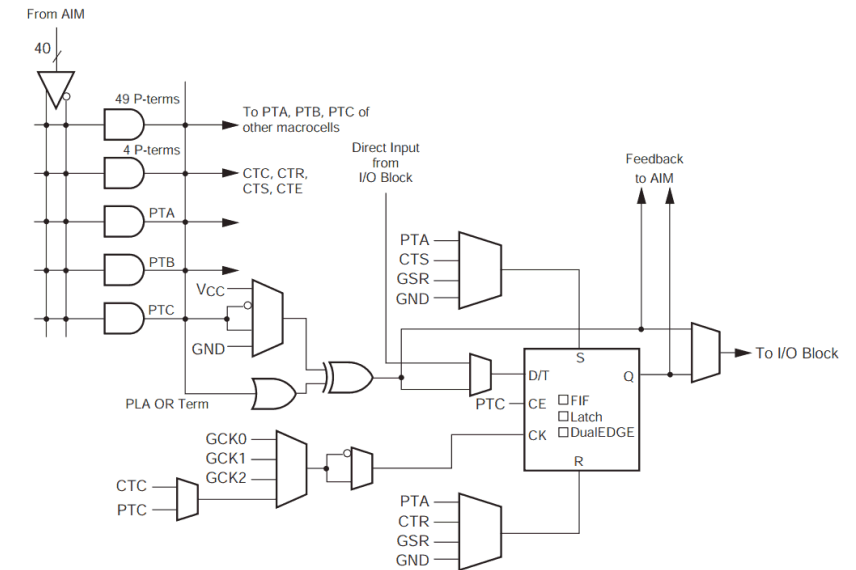 From AIM
40
49 P-terms
To PTA, PTB, PTC of
other macrocells
4 P-terms
CTC, CTR,
CTS, CTE
Direct Input
from
I/O Block
Feedback
to AIM
PTA
PTB
PTC
VCC
GND
PLA OR Term
PTA
CTS
GSR
GND
S
D/T
Q
PTC
CE
FIF
Latch
CK
DualEDGE
R
To I/O Block
GCK0
GCK1
GCK2
CTC
PTC
PTA
CTR
GSR
GND